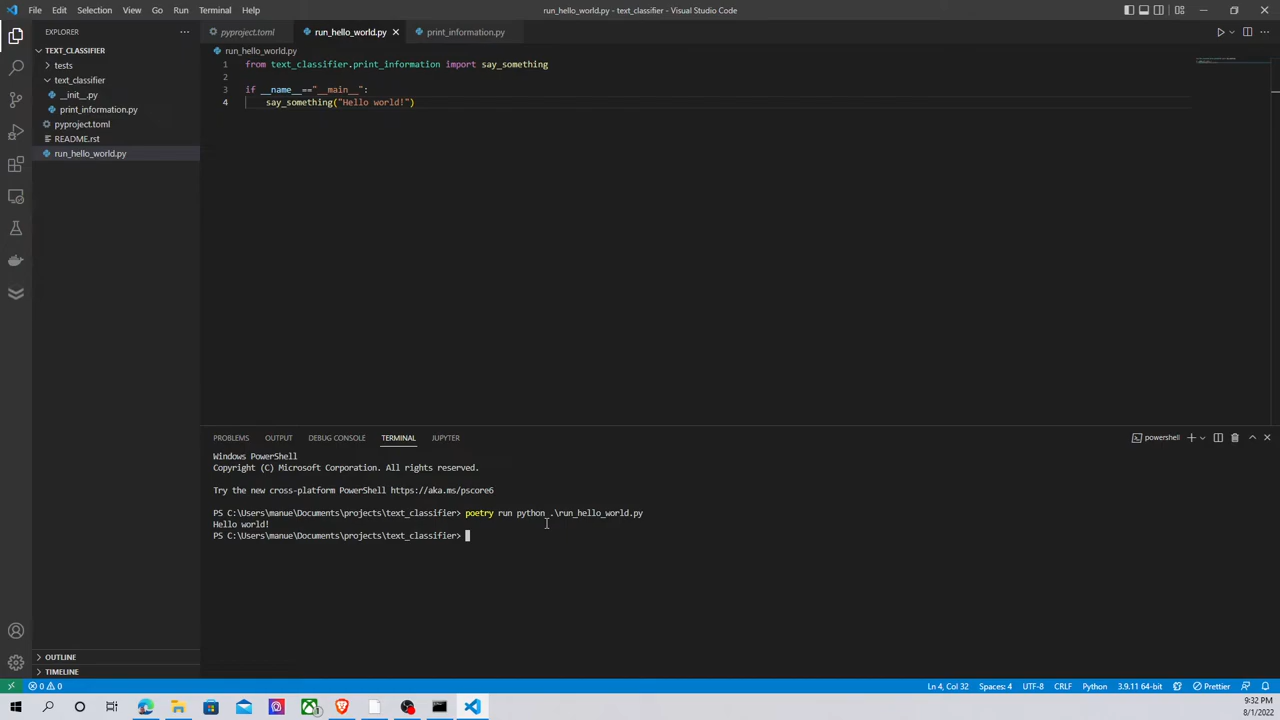 File Edit Selection View Go Run Terminal Help
run_hello_world.py - text_classifier - Visual Studio Code
EXPLORER
TEXT_CLASSIFIER
tests
text_classifier
__init__.py
print_information.py
pyproject.toml
README.rst
run_hello_world.py
OUTLINE
TIMELINE
pyproject.toml run_hello_world.py print_information.py
run_hello_world.py
1 from text_classifier.print_information import say_something
2
3 if __name__=="__main__":
4 say_something("Hello world!")
PROBLEMS OUTPUT DEBUG CONSOLE TERMINAL JUPYTER
powershell
Windows PowerShell
Copyright (C) Microsoft Corporation. All rights reserved.
Try the new cross-platform PowerShell https://aka.ms/pscore6
PS C:\Users\manue\Documents\projects\text_classifier> poetry run python .\run_hello_world.py
Hello world!
PS C:\Users\manue\Documents\projects\text_classifier>
0 0 Ln 4, Col 32 Spaces: 4 UTF-8 CRLF Python 3.9.11 64-bit Prettier
9:32 PM
8/1/2022